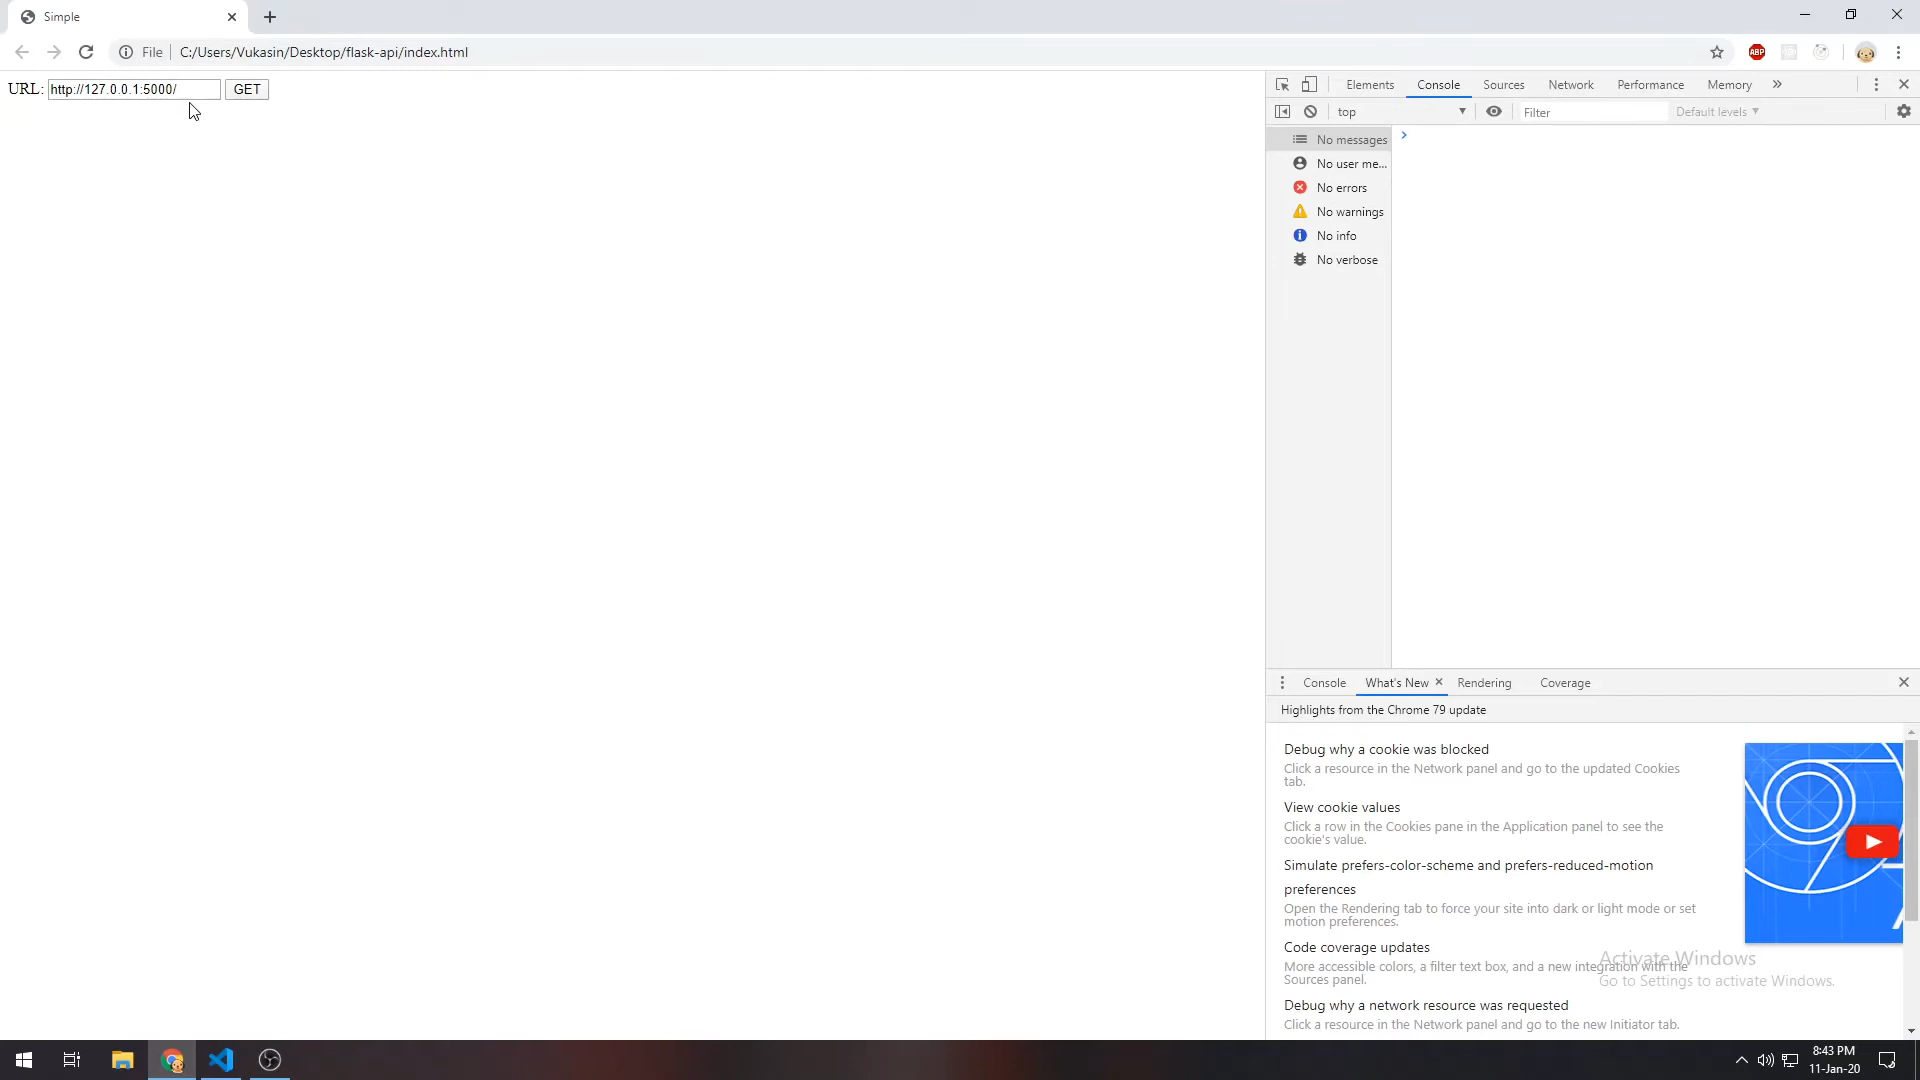 Simple
File
C:/Users/Vukasin/Desktop/flask-api/index.html
ABP
URL: http://127.0.0.1:5000/ GET
Elements Console Sources Network Performance Memory
top Filter Default levels
No messages
No user me...
No errors
No warnings
No info
No verbose
Console What's New Rendering Coverage
Highlights from the Chrome 79 update
Debug why a cookie was blocked
Click a resource in the Network panel and go to the updated Cookies
tab.
View cookie values
Click a row in the Cookies pane in the Application panel to see the
cookie's value.
Simulate prefers-color-scheme and prefers-reduced-motion
preferences
Open the Rendering tab to force your site into dark or light mode or set
motion preferences.
Code coverage updates
More accessible colors, a filter text box, and a new integration with the
Sources panel.
Debug why a network resource was requested
Click a resource in the Network panel and go to the new Initiator tab.
Activate Windows
Go to Settings to activate Windows.
8:43 PM
11-Jan-20